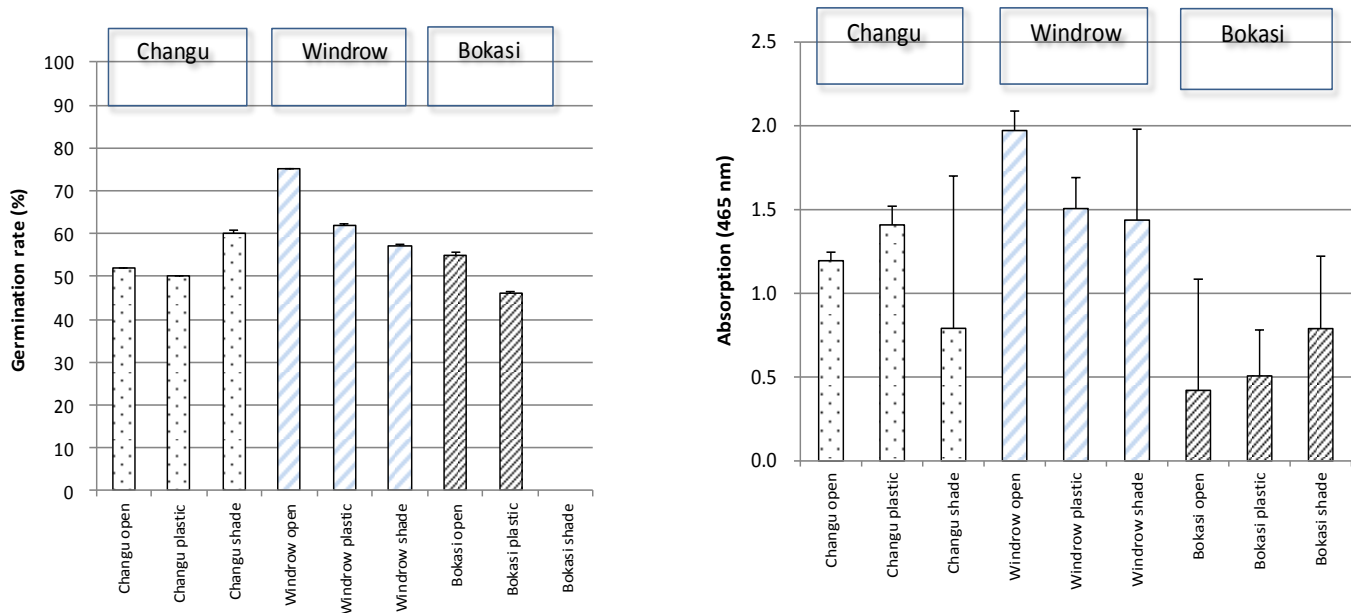 Changu
Windrow
Bokasi
100
90
80
70
60
50
40
30
20
10
0
Germination rate (%)
Changu open
Changu plastic
Changu shade
Windrow open
Windrow plastic
Windrow shade
Bokasi open
Bokasi plastic
Bokasi shade
Changu
Windrow
Bokasi
2.5
2.0
1.5
1.0
0.5
0.0
Absorption (465 nm)
Changu open
Changu plastic
Changu shade
Windrow open
Windrow plastic
Windrow shade
Bokasi open
Bokasi plastic
Bokasi shade